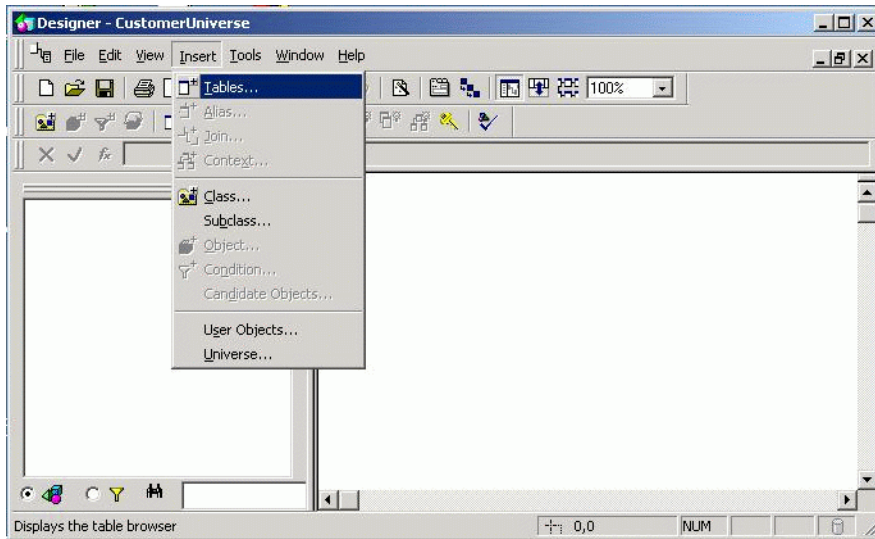 Designer - CustomerUniverse
File Edit View Insert Tools Window Help
100%
Tables...
Alias...
Join...
Context...
Class...
Subclass...
Object...
Condition...
Candidate Objects...
User Objects...
Universe...
Displays the table browser
0,0
NUM